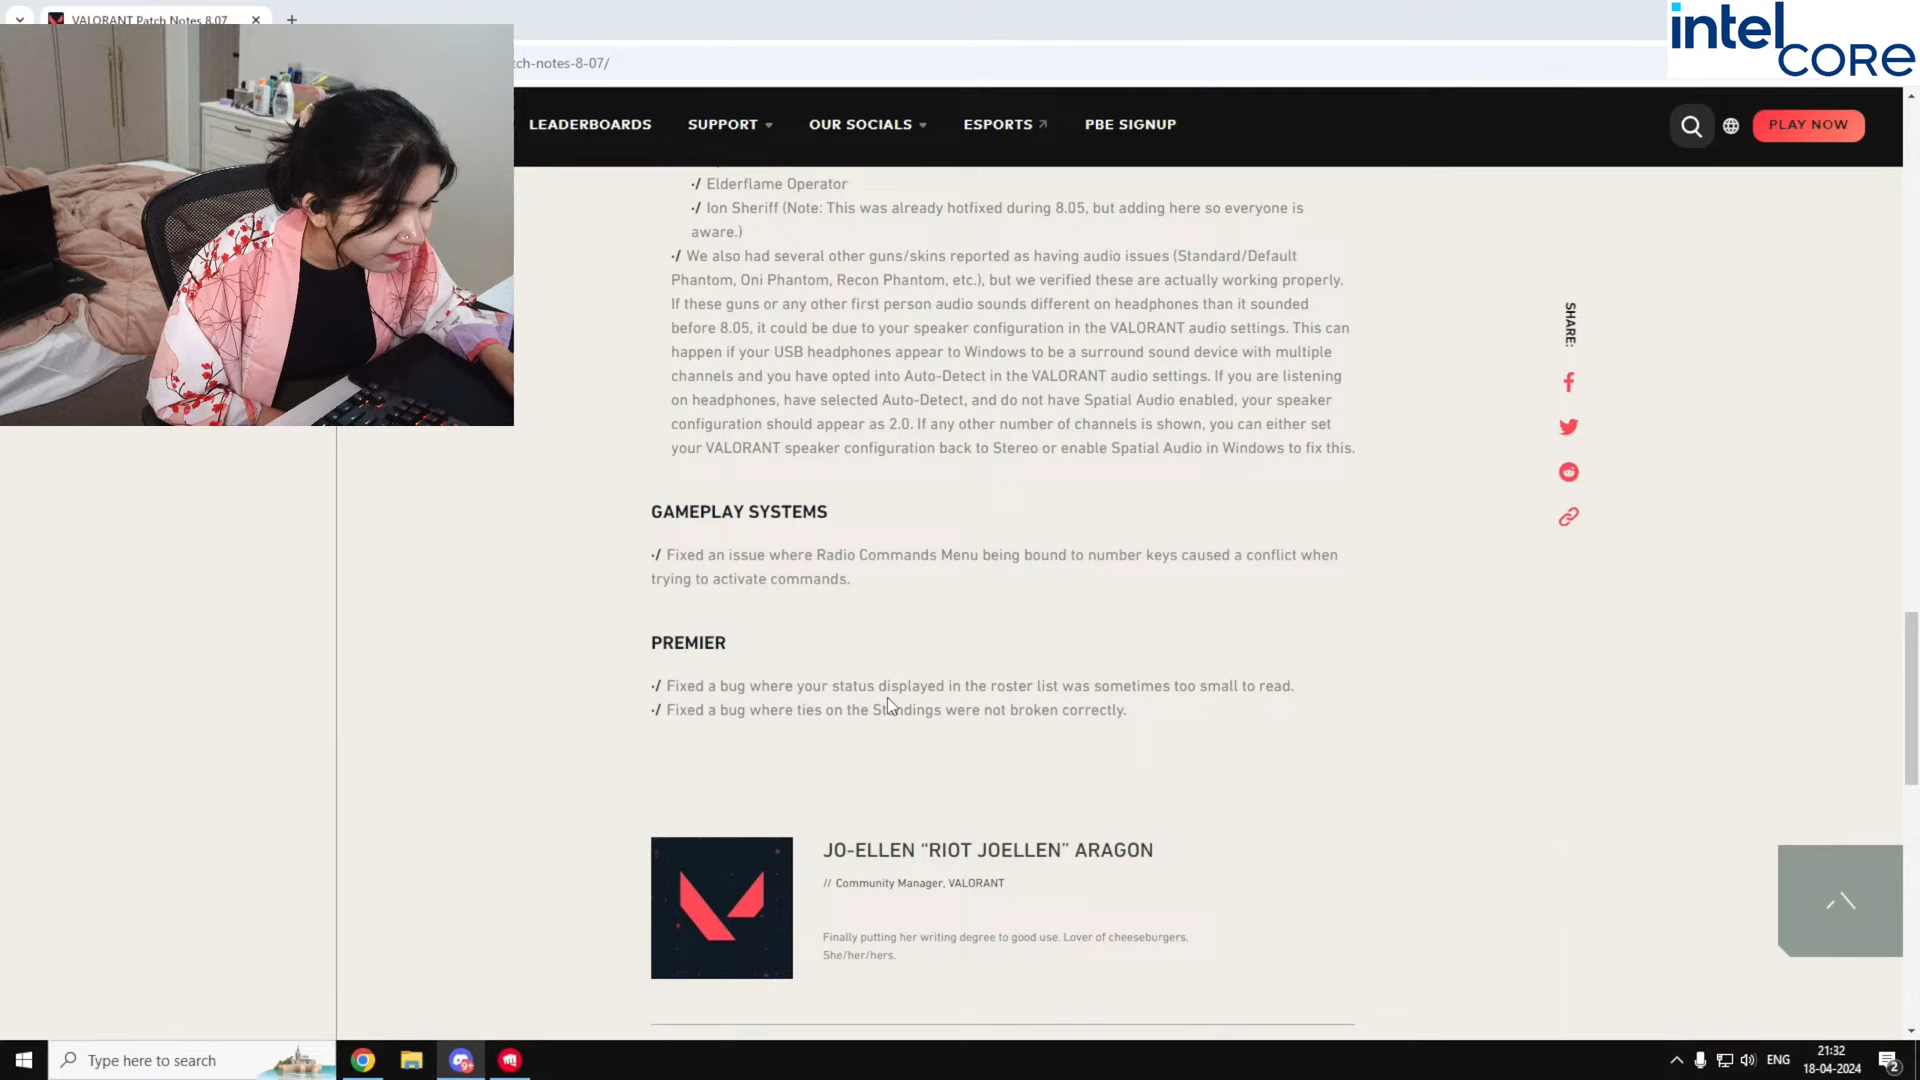 VALORANT Patch Notes 8.07
intel
CORE
tch-notes-8-07/
LEADERBOARDS SUPPORT OUR SOCIALS ESPORTS PBE SIGNUP PLAY NOW
·/ Elderflame Operator
·/ Ion Sheriff (Note: This was already hotfixed during 8.05, but adding here so everyone is
aware.)
·/ We also had several other guns/skins reported as having audio issues (Standard/Default
Phantom, Oni Phantom, Recon Phantom, etc.), but we verified these are actually working properly.
If these guns or any other first person audio sounds different on headphones than it sounded
before 8.05, it could be due to your speaker configuration in the VALORANT audio settings. This can
happen if your USB headphones appear to Windows to be a surround sound device with multiple
channels and you have opted into Auto-Detect in the VALORANT audio settings. If you are listening
on headphones, have selected Auto-Detect, and do not have Spatial Audio enabled, your speaker
configuration should appear as 2.0. If any other number of channels is shown, you can either set
your VALORANT speaker configuration back to Stereo or enable Spatial Audio in Windows to fix this.
SHARE:
GAMEPLAY SYSTEMS
·/ Fixed an issue where Radio Commands Menu being bound to number keys caused a conflict when
trying to activate commands.
PREMIER
·/ Fixed a bug where your status displayed in the roster list was sometimes too small to read.
·/ Fixed a bug where ties on the Standings were not broken correctly.
JO-ELLEN “RIOT JOELLEN” ARAGON
// Community Manager, VALORANT
Finally putting her writing degree to good use. Lover of cheeseburgers.
She/her/hers.
Type here to search
9+
ENG
21:32
18-04-2024
2